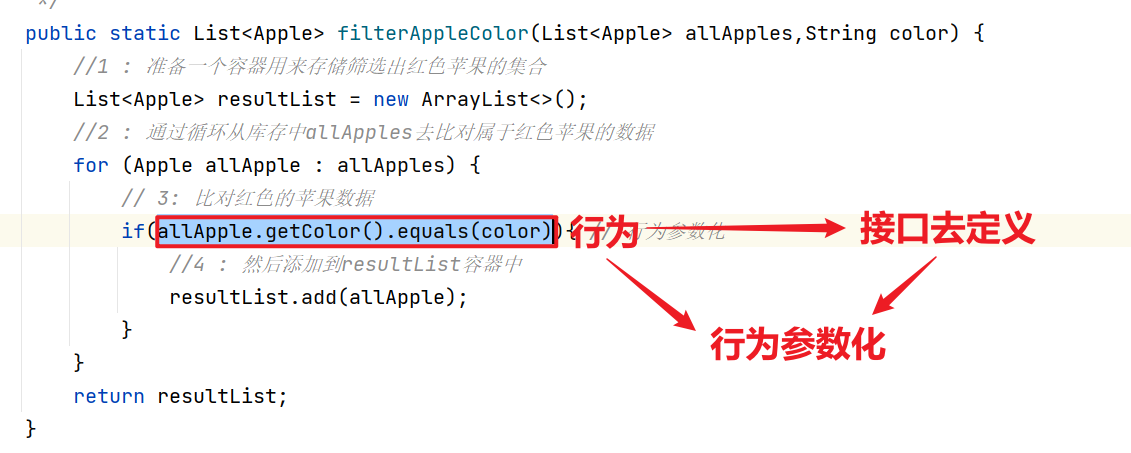 */
public static List<Apple> filterAppleColor(List<Apple> allApples,String color) {
//1 : 准备一个容器用来存储筛选出红色苹果的集合
List<Apple> resultList = new ArrayList<>();
//2 : 通过循环从库存中allApples去比对属于红色苹果的数据
for (Apple allApple : allApples) {
// 3: 比对红色的苹果数据
if(allApple.getColor().equals(color)){ // 行为参数化
行为
接口去定义
//4 : 然后添加到resultList容器中
resultList.add(allApple);
}
行为参数化
}
return resultList;
}